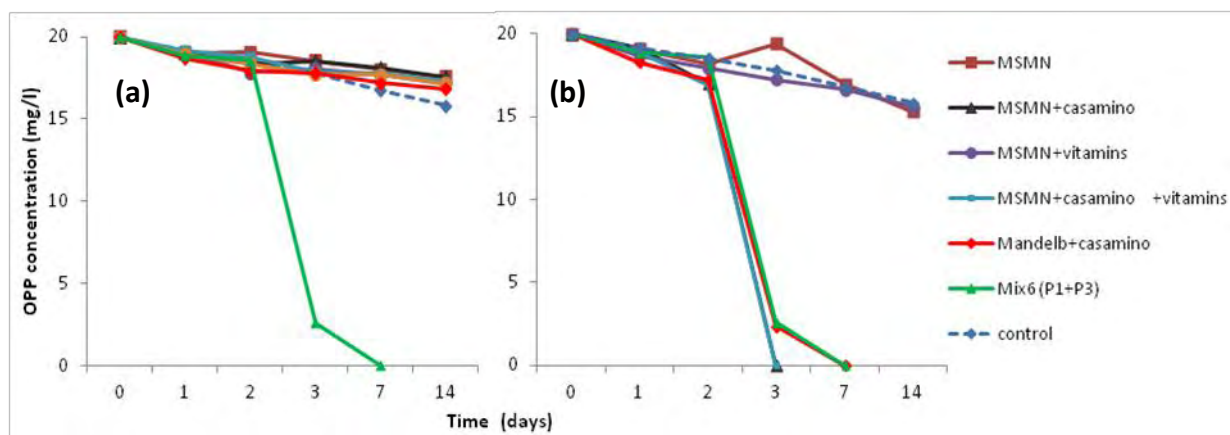 OPP concentration (mg/l)
20
15
10
5
0
(a)
0 1 2 3 7 14
20
15
10
5
0
(b)
0 1 2 3 7 14
Time (days)
MSMN
MSMN+casamino
MSMN+vitamins
MSMN+casamino +vitamins
Mandelb+casamino
Mix6 (P1+P3)
control